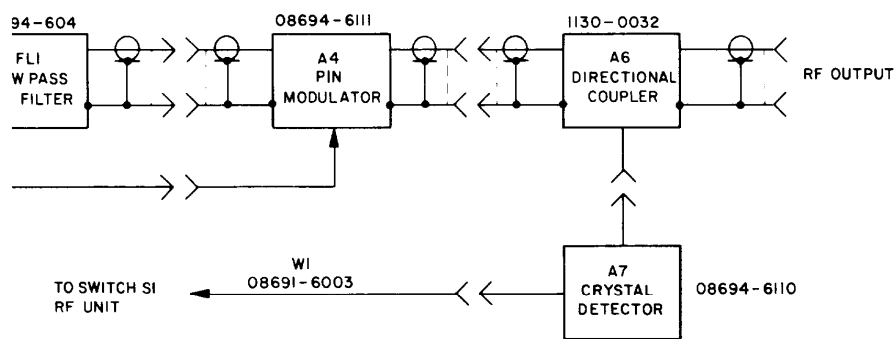 94-604
FL1
W PASS
FILTER
08694-6111
A4
PIN
MODULATOR
1130-0032
A6
DIRECTIONAL
COUPLER
RF OUTPUT
W1
08691-6003
TO SWITCH S1
RF UNIT
A7
CRYSTAL
DETECTOR
08694-6110